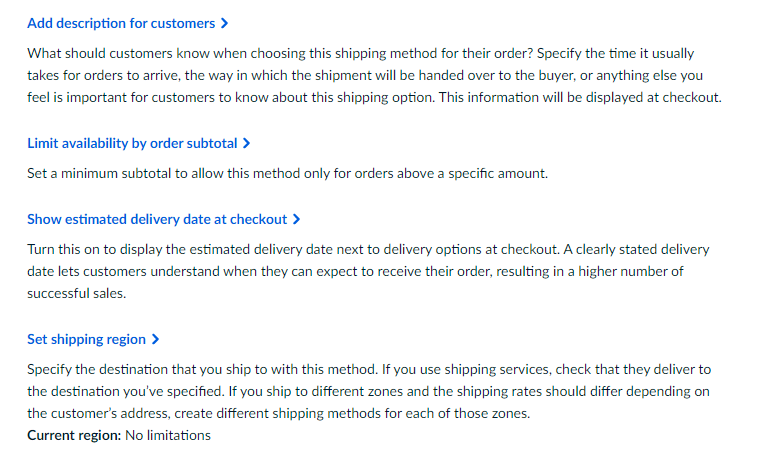 Add description for customers >
What should customers know when choosing this shipping method for their order? Specify the time it usually
takes for orders to arrive, the way in which the shipment will be handed over to the buyer, or anything else you
feel is important for customers to know about this shipping option. This information will be displayed at checkout.
Limit availability by order subtotal >
Set a minimum subtotal to allow this method only for orders above a specific amount.
Show estimated delivery date at checkout >
Turn this on to display the estimated delivery date next to delivery options at checkout. A clearly stated delivery
date lets customers understand when they can expect to receive their order, resulting in a higher number of
successful sales.
Set shipping region >
Specify the destination that you ship to with this method. If you use shipping services, check that they deliver to
the destination you've specified. If you ship to different zones and the shipping rates should differ depending on
the customer's address, create different shipping methods for each of those zones.
Current region: No limitations